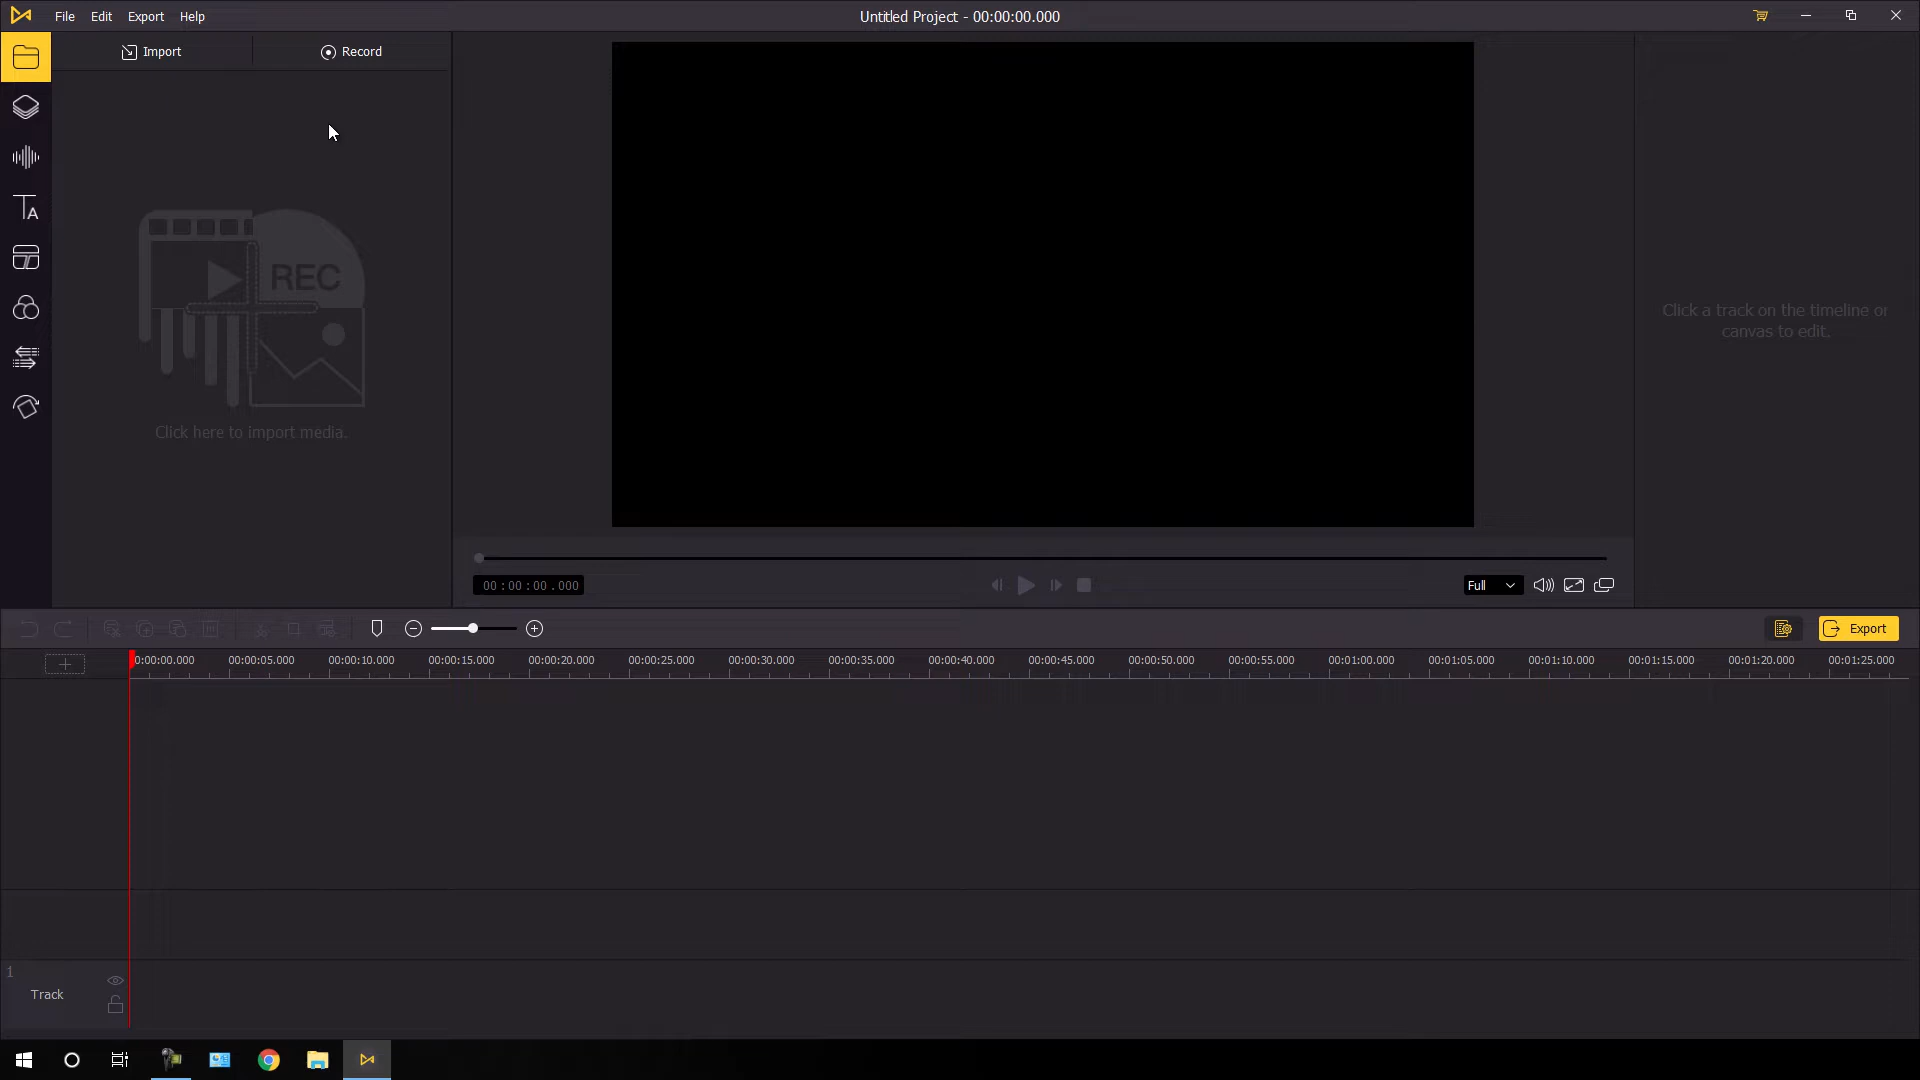 File Edit Export Help
Untitled Project - 00:00:00.000
Import
Record
REC
Click here to import media.
Click a track on the timeline or
canvas to edit.
00:00:00.000
Full
Export
0:00:00.000 00:00:05.000 00:00:10.000 00:00:15.000 00:00:20.000 00:00:25.000 00:00:30.000 00:00:35.000 00:00:40.000 00:00:45.000 00:00:50.000 00:00:55.000 00:01:00.000 00:01:05.000 00:01:10.000 00:01:15.000 00:01:20.000 00:01:25.000
1
Track